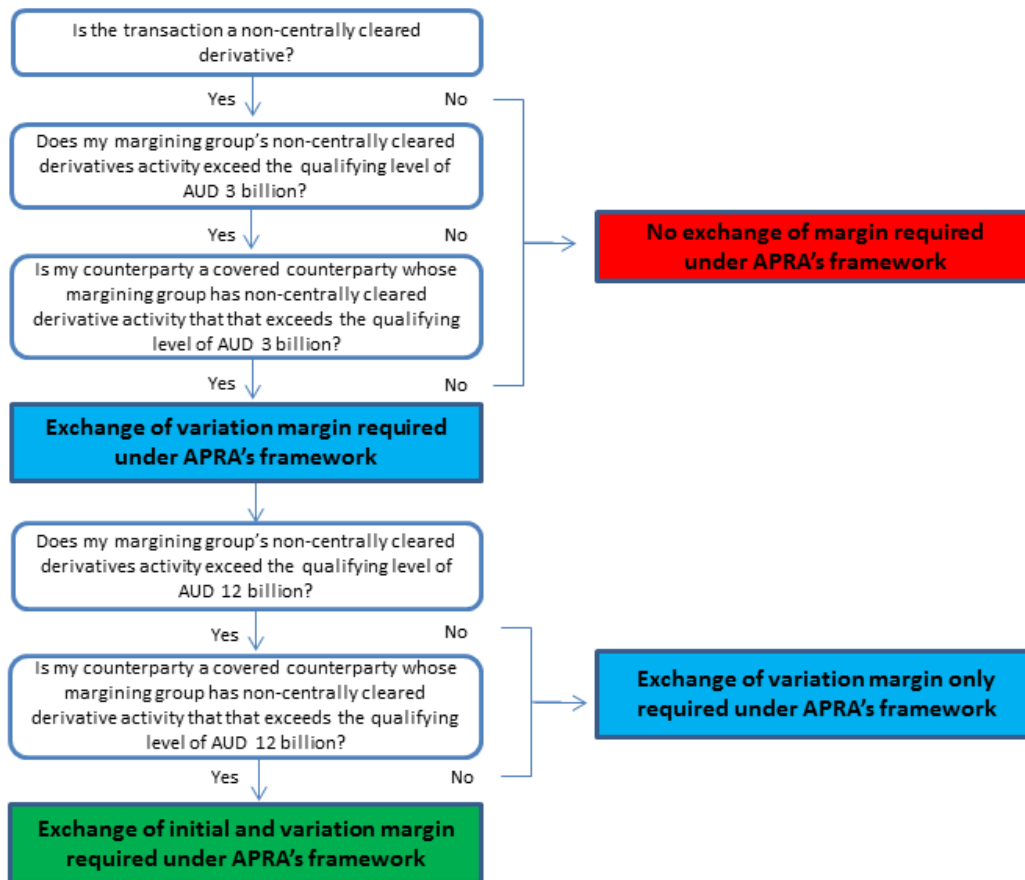 Is the transaction a non-centrally cleared
derivative?
Yes
No
Does my margining group's non-centrally cleared
derivatives activity exceed the qualifying level of
AUD 3 billion?
Yes
No
Is my counterparty a covered counterparty whose
margining group has non-centrally cleared
derivative activity that that exceeds the qualifying
level of AUD 3 billion?
Yes
No
No exchange of margin required
under APRA's framework
Exchange of variation margin required
under APRA's framework
Does my margining group's non-centrally cleared
derivatives activity exceed the qualifying level of
AUD 12 billion?
Yes
No
Is my counterparty a covered counterparty whose
margining group has non-centrally cleared
derivative activity that that exceeds the qualifying
level of AUD 12 billion?
Yes
No
Exchange of variation margin only
required under APRA's framework
Exchange of initial and variation margin
required under APRA's framework